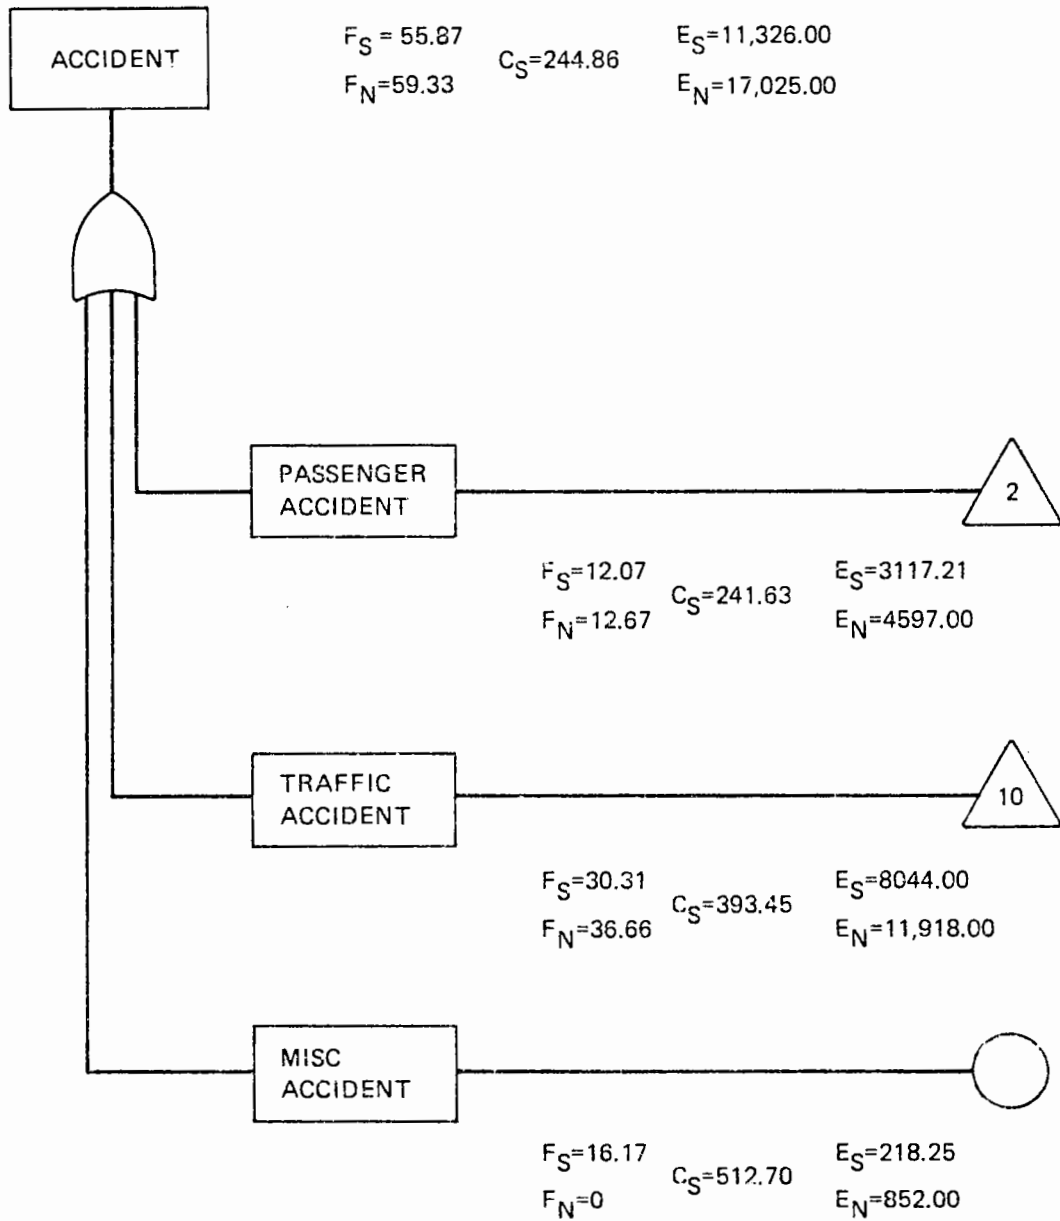 ACCIDENT
F_S = 55.87
C_S=244.86
E_S=11,326.00
F_N=59.33
E_N=17,025.00
PASSENGER
ACCIDENT
2
F_S=12.07
C_S=241.63
E_S=3117.21
F_N=12.67
E_N=4597.00
TRAFFIC
ACCIDENT
10
F_S=30.31
C_S=393.45
E_S=8044.00
F_N=36.66
E_N=11,918.00
MISC
ACCIDENT
F_S=16.17
C_S=512.70
E_S=218.25
F_N=0
E_N=852.00